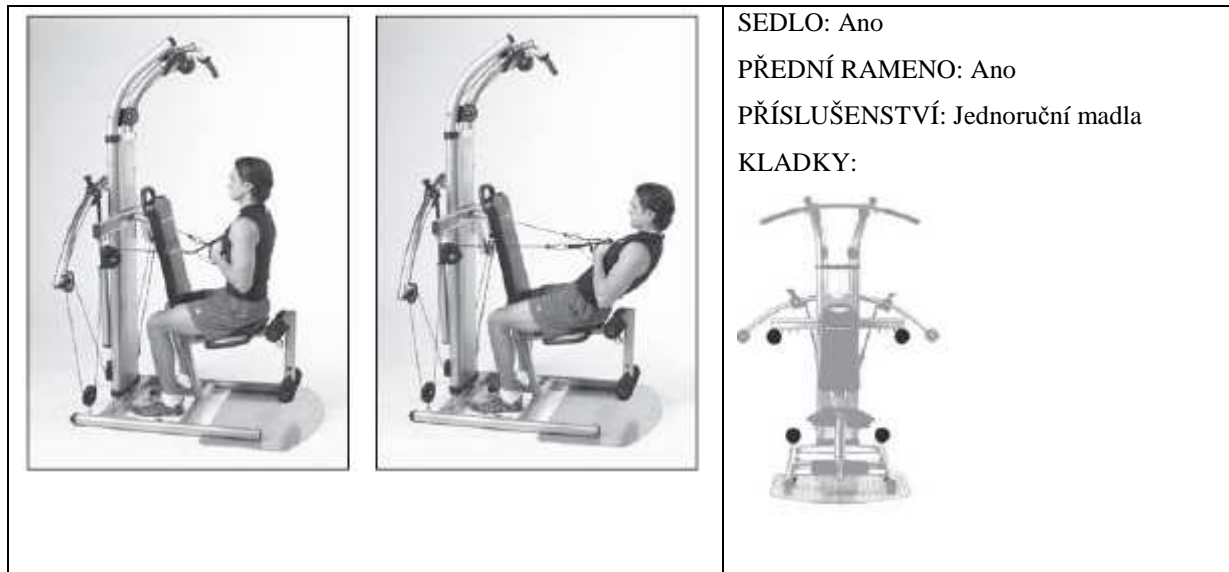 SEDLO: Ano
PŘEDNÍ RAMENO: Ano
PŘÍSLUŠENSTVÍ: Jednoruční madla
KLADKY: